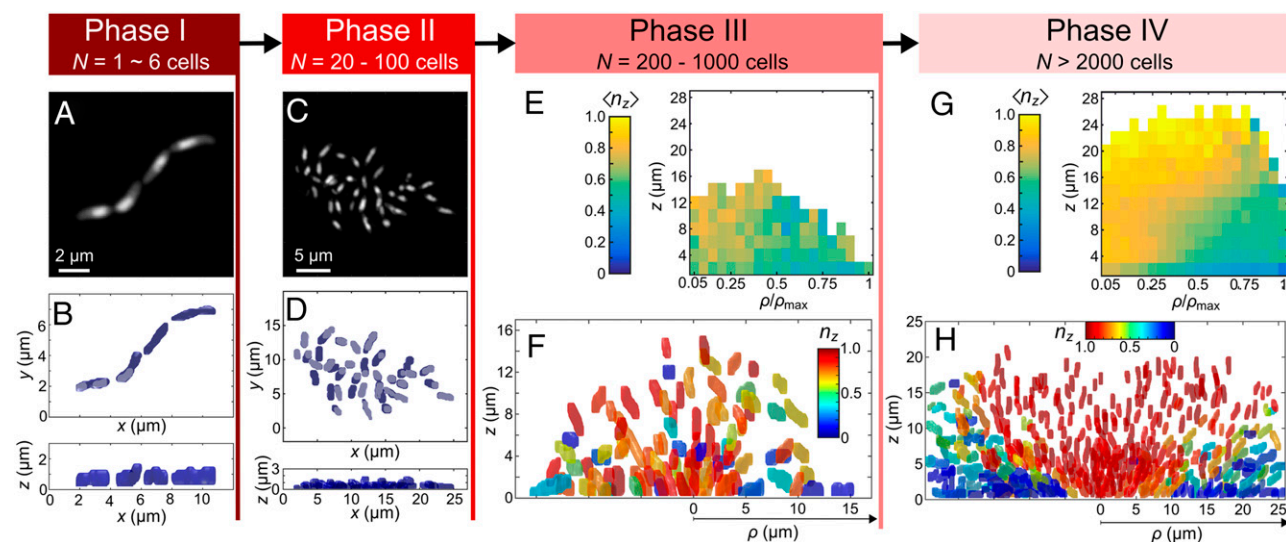 Phase I
N = 1 ~ 6 cells
Phase II
N = 20 - 100 cells
Phase III
N = 200 - 1000 cells
Phase IV
N > 2000 cells
A
2 µm
B
y (µm)
6
4
2
0
x (µm)
z (µm)
2
0
2 4 6 8 10
x (µm)
C
5 µm
D
y (µm)
15
10
5
0
x (µm)
z (µm)
3
0
5 10 15 20 25
x (µm)
E
⟨nz⟩
1.0
0.8
0.6
0.4
0.2
0
z (µm)
28
24
20
16
12
8
4
0.05 0.25 0.5 0.75 1
ρ/ρmax
F
nz
1.0
0.5
0
z (µm)
16
12
8
4
0
0 5 10 15
ρ (µm)
G
⟨nz⟩
1.0
0.8
0.6
0.4
0.2
0
z (µm)
28
24
20
16
12
8
4
0.05 0.25 0.5 0.75 1
ρ/ρmax
H
nz
1.0 0.5 0
z (µm)
25
20
15
10
5
0
0 5 10 15 20 25
ρ (µm)